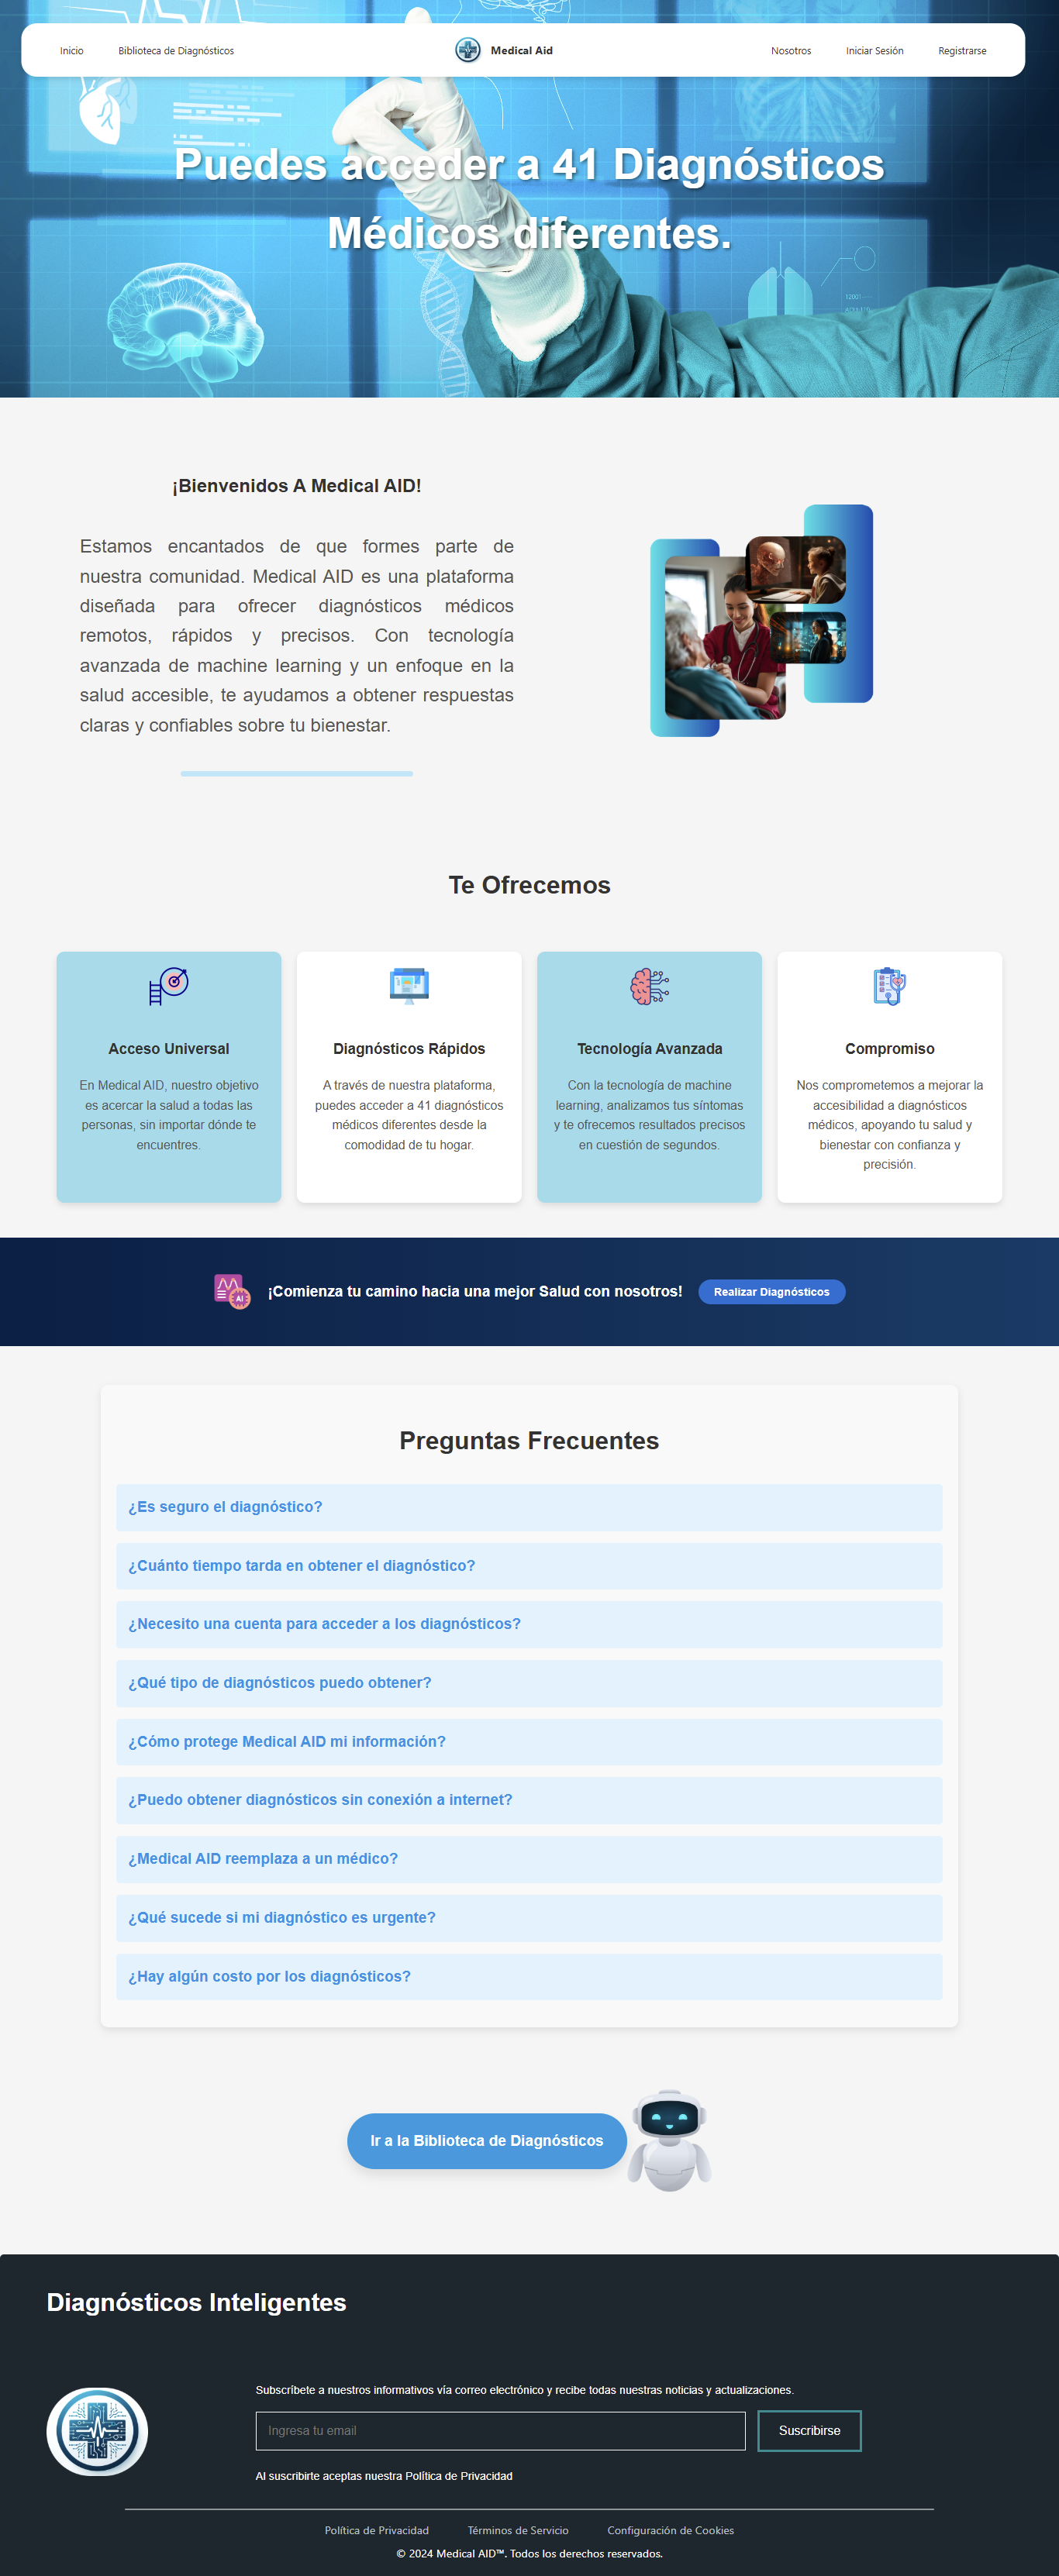 Inicio
Biblioteca de Diagnósticos
Medical Aid
Nosotros
Iniciar Sesión
Registrarse
Puedes acceder a 41 Diagnósticos
Médicos diferentes.
¡Bienvenidos A Medical AID!
Estamos encantados de que formes parte de
nuestra comunidad. Medical AID es una plataforma
diseñada para ofrecer diagnósticos médicos
remotos, rápidos y precisos. Con tecnología
avanzada de machine learning y un enfoque en la
salud accesible, te ayudamos a obtener respuestas
claras y confiables sobre tu bienestar.
Te Ofrecemos
Acceso Universal
En Medical AID, nuestro objetivo
es acercar la salud a todas las
personas, sin importar dónde te
encuentres.
Diagnósticos Rápidos
A través de nuestra plataforma,
puedes acceder a 41 diagnósticos
médicos diferentes desde la
comodidad de tu hogar.
Tecnología Avanzada
Con la tecnología de machine
learning, analizamos tus síntomas
y te ofrecemos resultados precisos
en cuestión de segundos.
Compromiso
Nos comprometemos a mejorar la
accesibilidad a diagnósticos
médicos, apoyando tu salud y
bienestar con confianza y
precisión.
AI
¡Comienza tu camino hacia una mejor Salud con nosotros!
Realizar Diagnósticos
Preguntas Frecuentes
¿Es seguro el diagnóstico?
¿Cuánto tiempo tarda en obtener el diagnóstico?
¿Necesito una cuenta para acceder a los diagnósticos?
¿Qué tipo de diagnósticos puedo obtener?
¿Cómo protege Medical AID mi información?
¿Puedo obtener diagnósticos sin conexión a internet?
¿Medical AID reemplaza a un médico?
¿Qué sucede si mi diagnóstico es urgente?
¿Hay algún costo por los diagnósticos?
Ir a la Biblioteca de Diagnósticos
Diagnósticos Inteligentes
Subscríbete a nuestros informativos vía correo electrónico y recibe todas nuestras noticias y actualizaciones.
Ingresa tu email
Suscribirse
Al suscribirte aceptas nuestra Política de Privacidad
Política de Privacidad
Términos de Servicio
Configuración de Cookies
© 2024 Medical AID™. Todos los derechos reservados.